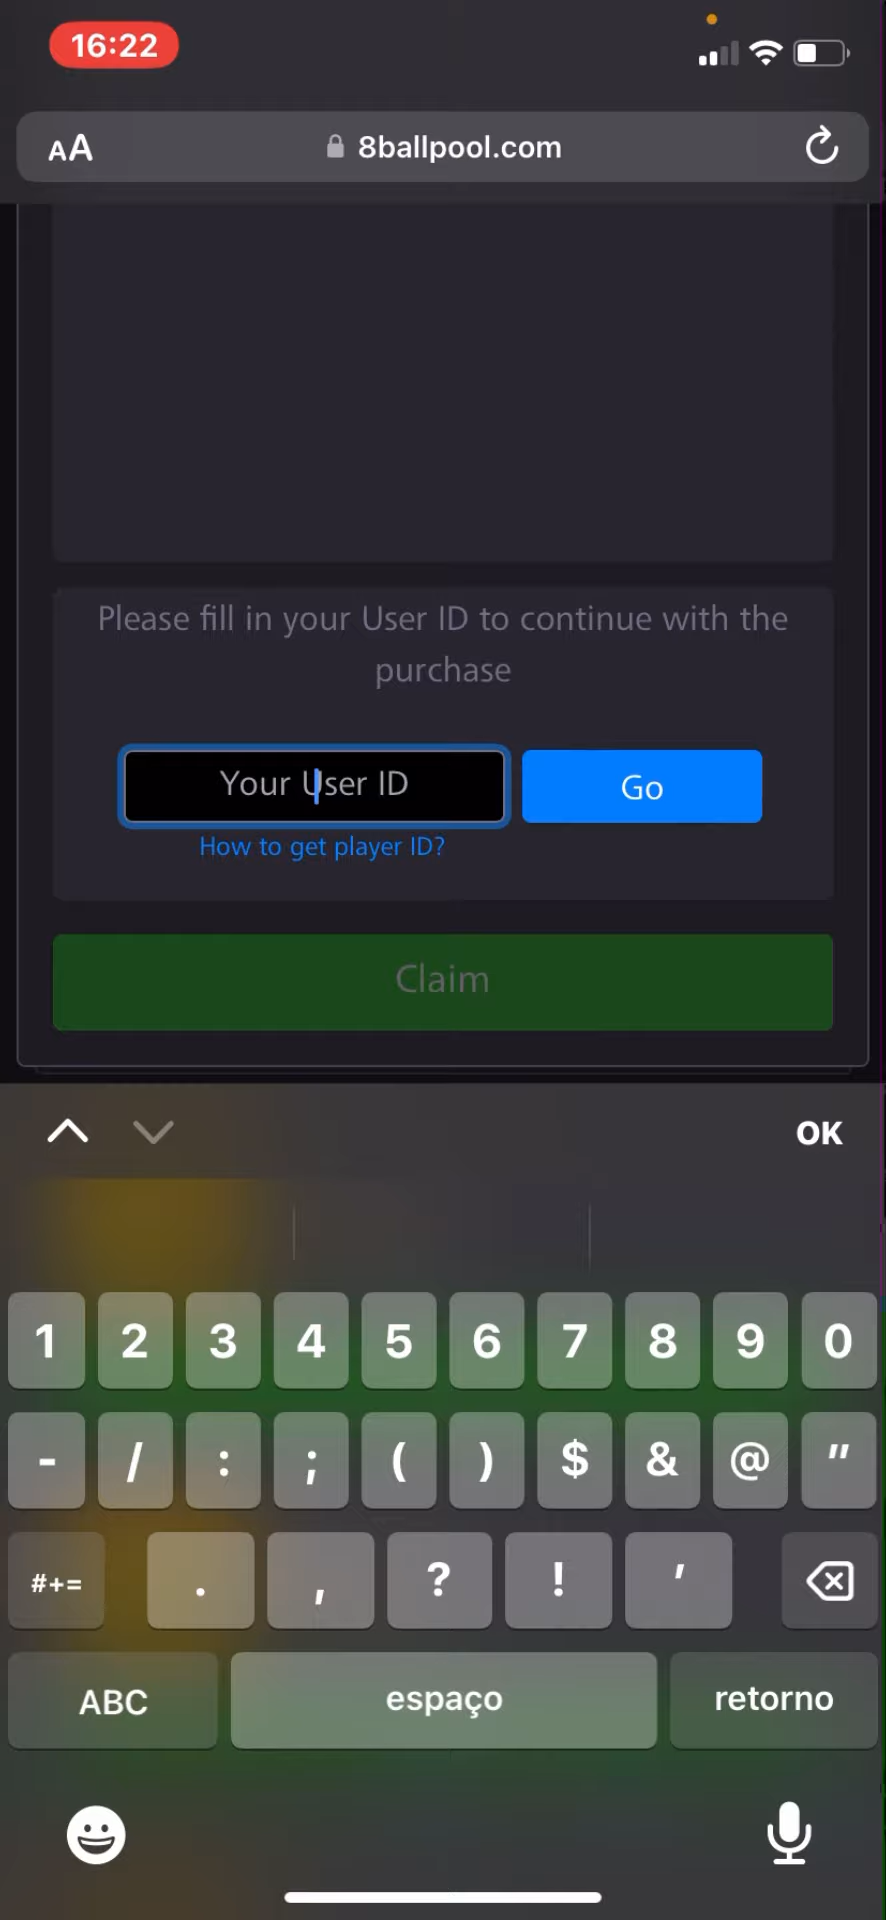 16:22
AA 8ballpool.com
Please fill in your User ID to continue with the
purchase
Your User ID
Go
How to get player ID?
Claim
OK
1 2 3 4 5 6 7 8 9 0
- / : ; ( ) $ & @ "
#+= . , ? ! '
ABC espaço retorno